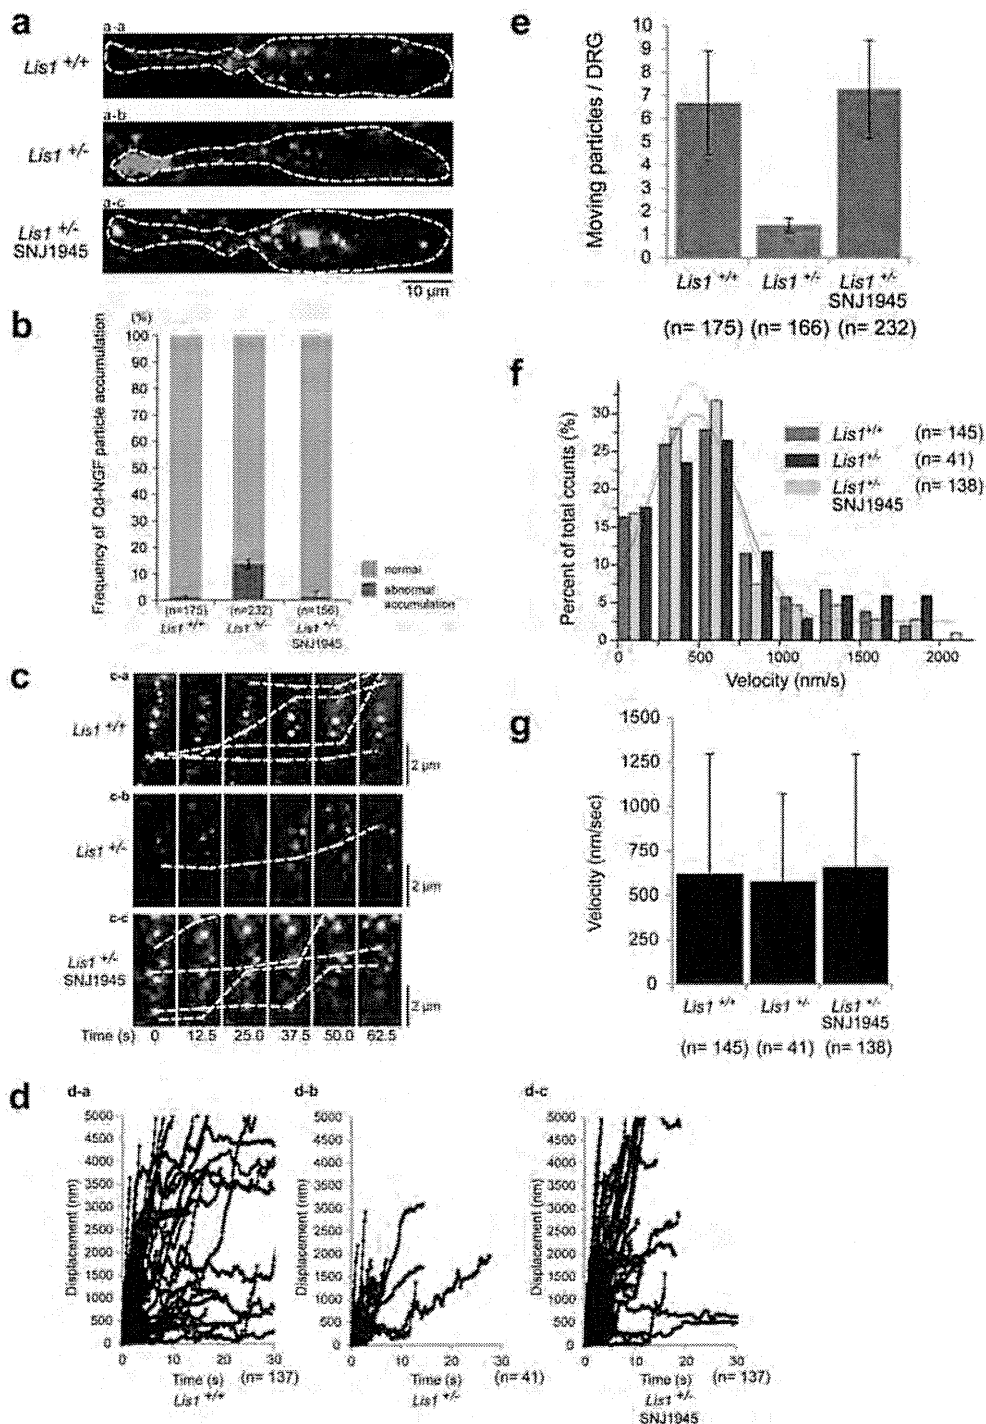 a
a-a
Lis1 +/+
a-b
Lis1 +/-
a-c
Lis1 +/-
SNJ1945
10 µm
b
(%)
Frequency of Qd-NGF particle accumulation
100
90
80
70
60
50
40
30
20
10
0
(n=175)
(n=232)
(n=156)
Lis1 +/+
Lis1 +/-
Lis1 +/-
SNJ1945
normal
abnormal
accumulation
c
c-a
Lis1 +/+
2 µm
c-b
Lis1 +/-
2 µm
c-c
Lis1 +/-
SNJ1945
2 µm
Time (s) 0 12.5 25.0 37.5 50.0 62.5
d
d-a
Displacement (nm)
5000
4500
4000
3500
3000
2500
2000
1500
1000
500
0
0 10 20 30
Time (s) (n= 137)
Lis1 +/+
d-b
Displacement (nm)
5000
4500
4000
3500
3000
2500
2000
1500
1000
500
0
0 10 20 30
Time (s) (n= 41)
Lis1 +/-
d-c
Displacement (nm)
5000
4500
4000
3500
3000
2500
2000
1500
1000
500
0
0 10 20 30
Time (s) (n= 137)
Lis1 +/-
SNJ1945
e
Moving particles / DRG
10
9
8
7
6
5
4
3
2
1
0
Lis1 +/+
Lis1 +/-
Lis1 +/-
SNJ1945
(n= 175) (n= 166) (n= 232)
f
Percent of total counts (%)
30
25
20
15
10
5
0
0 500 1000 1500 2000
Velocity (nm/s)
Lis1+/+ (n= 145)
Lis1+/- (n= 41)
Lis1+/- (n= 138)
SNJ1945
g
Velocity (nm/sec)
1500
1250
1000
750
500
250
0
Lis1 +/+
Lis1 +/-
Lis1 +/-
SNJ1945
(n= 145) (n= 41) (n= 138)